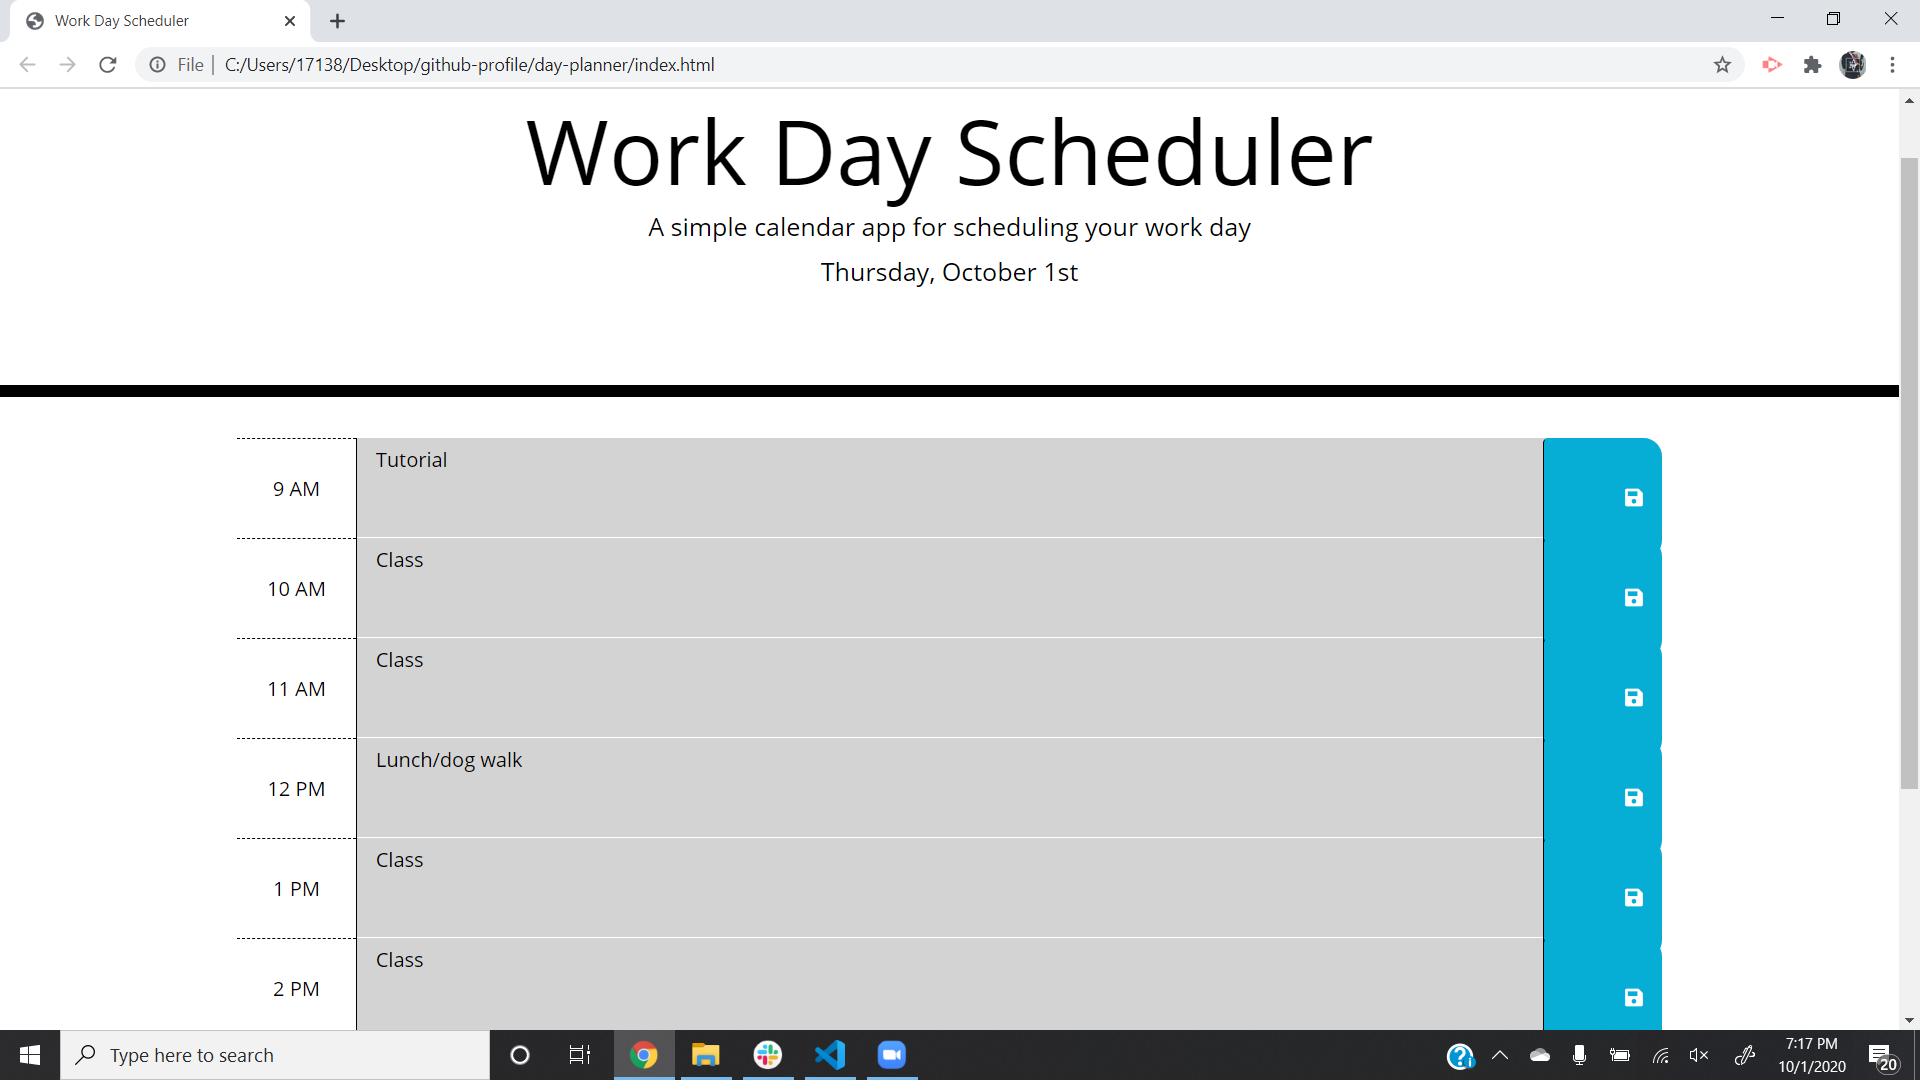 Work Day Scheduler
File | C:/Users/17138/Desktop/github-profile/day-planner/index.html
Work Day Scheduler
A simple calendar app for scheduling your work day
Thursday, October 1st
9 AM Tutorial
10 AM Class
11 AM Class
12 PM Lunch/dog walk
1 PM Class
2 PM Class
Type here to search
7:17 PM
10/1/2020
20